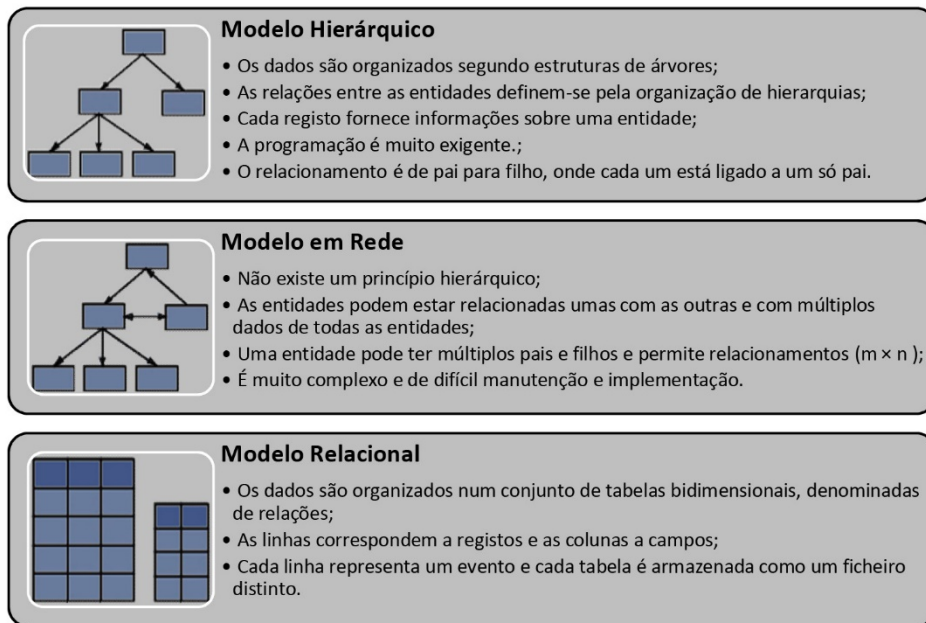 Modelo Hierárquico
• Os dados são organizados segundo estruturas de árvores;
• As relações entre as entidades definem-se pela organização de hierarquias;
• Cada registo fornece informações sobre uma entidade;
• A programação é muito exigente.;
• O relacionamento é de pai para filho, onde cada um está ligado a um só pai.
Modelo em Rede
• Não existe um princípio hierárquico;
• As entidades podem estar relacionadas umas com as outras e com múltiplos
dados de todas as entidades;
• Uma entidade pode ter múltiplos pais e filhos e permite relacionamentos (m × n );
• É muito complexo e de difícil manutenção e implementação.
Modelo Relacional
• Os dados são organizados num conjunto de tabelas bidimensionais, denominadas
de relações;
• As linhas correspondem a registos e as colunas a campos;
• Cada linha representa um evento e cada tabela é armazenada como um ficheiro
distinto.